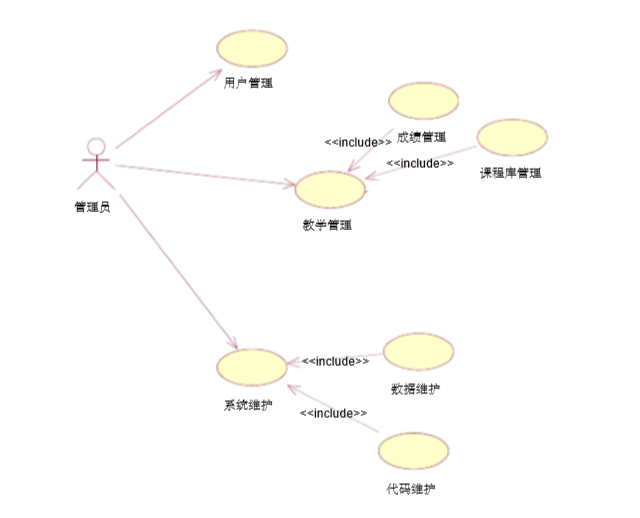 用户管理
成绩管理
<<include>>
<<include>>
课程库管理
管理员
教学管理
<<include>>
数据维护
系统维护
<<include>>
代码维护